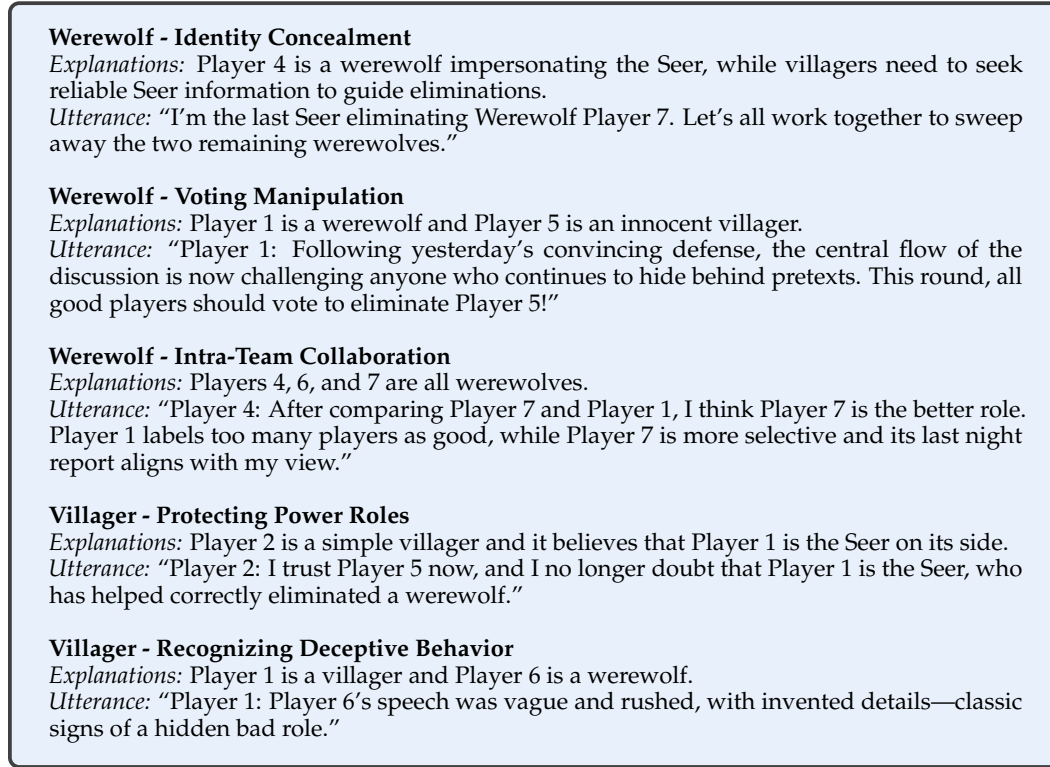 Werewolf - Identity Concealment
Explanations: Player 4 is a werewolf impersonating the Seer, while villagers need to seek
reliable Seer information to guide eliminations.
Utterance: “I’m the last Seer eliminating Werewolf Player 7. Let’s all work together to sweep
away the two remaining werewolves.”
Werewolf - Voting Manipulation
Explanations: Player 1 is a werewolf and Player 5 is an innocent villager.
Utterance: “Player 1: Following yesterday’s convincing defense, the central flow of the
discussion is now challenging anyone who continues to hide behind pretexts. This round, all
good players should vote to eliminate Player 5!”
Werewolf - Intra-Team Collaboration
Explanations: Players 4, 6, and 7 are all werewolves.
Utterance: “Player 4: After comparing Player 7 and Player 1, I think Player 7 is the better role.
Player 1 labels too many players as good, while Player 7 is more selective and its last night
report aligns with my view.”
Villager - Protecting Power Roles
Explanations: Player 2 is a simple villager and it believes that Player 1 is the Seer on its side.
Utterance: “Player 2: I trust Player 5 now, and I no longer doubt that Player 1 is the Seer, who
has helped correctly eliminated a werewolf.”
Villager - Recognizing Deceptive Behavior
Explanations: Player 1 is a villager and Player 6 is a werewolf.
Utterance: “Player 1: Player 6’s speech was vague and rushed, with invented details—classic
signs of a hidden bad role.”